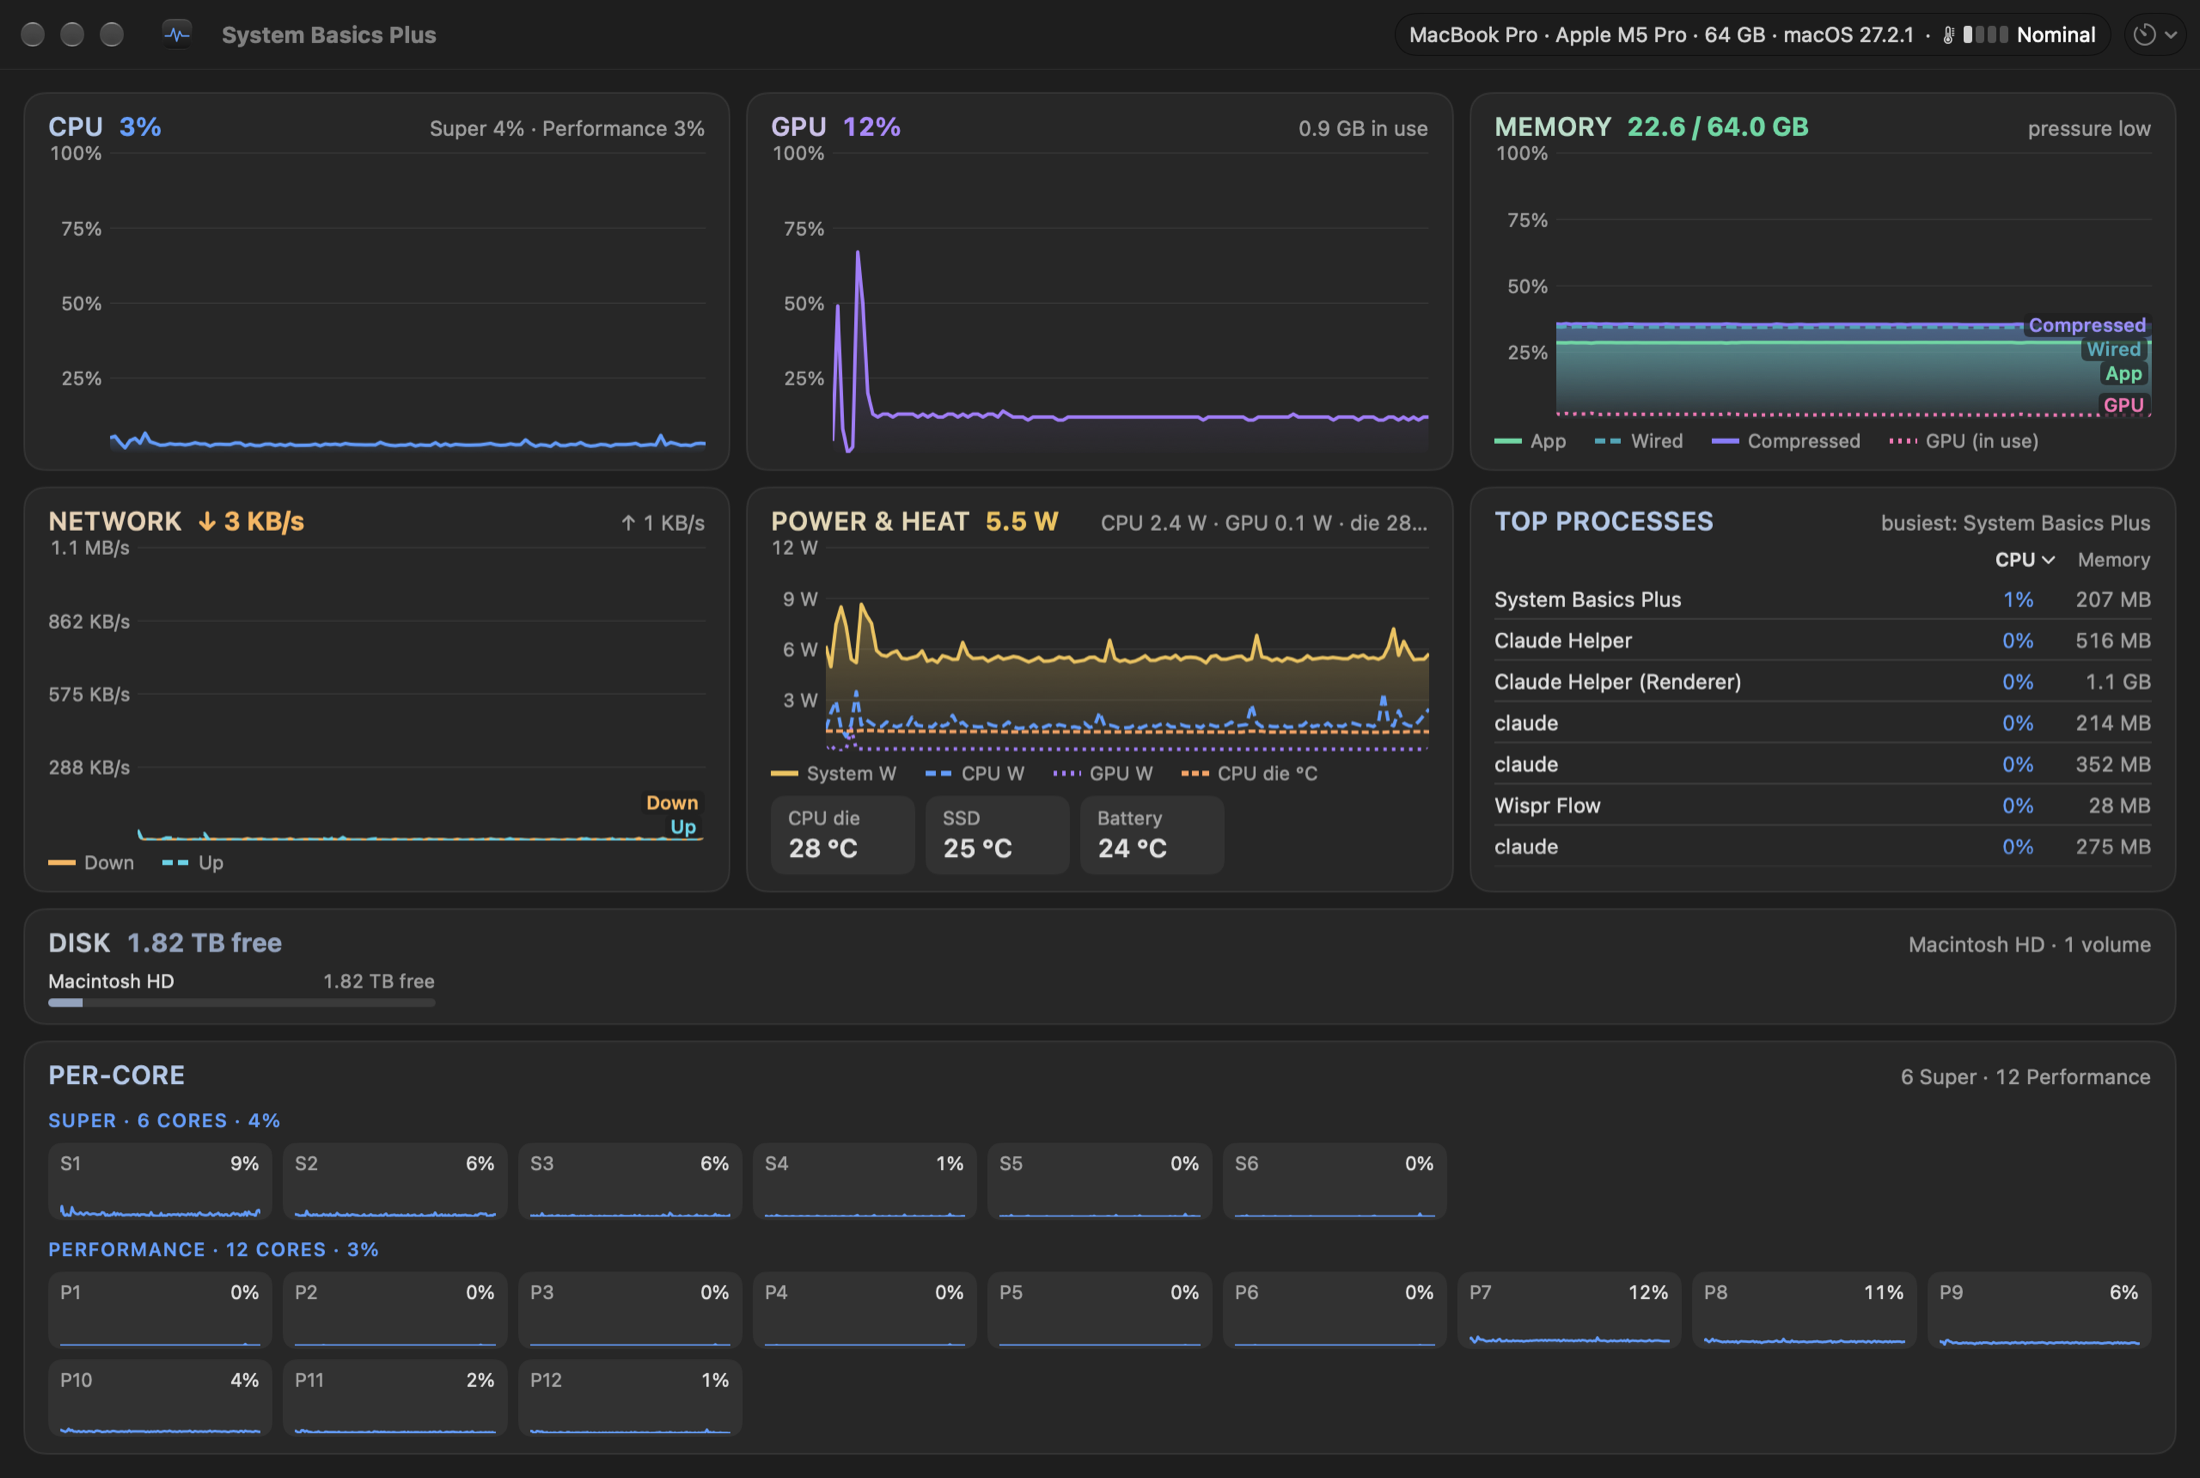 System Basics Plus
MacBook Pro · Apple M5 Pro · 64 GB · macOS 27.2.1 · Nominal
CPU 3% Super 4% · Performance 3%
100%
75%
50%
25%
GPU 12% 0.9 GB in use
100%
75%
50%
25%
MEMORY 22.6 / 64.0 GB pressure low
100%
75%
50%
25%
Compressed
Wired
App
GPU
App Wired Compressed GPU (in use)
NETWORK ↓ 3 KB/s ↑ 1 KB/s
1.1 MB/s
862 KB/s
575 KB/s
288 KB/s
Down
Up
Down Up
POWER & HEAT 5.5 W CPU 2.4 W · GPU 0.1 W · die 28...
12 W
9 W
6 W
3 W
System W CPU W GPU W CPU die °C
CPU die SSD Battery
28 °C 25 °C 24 °C
TOP PROCESSES busiest: System Basics Plus
CPU Memory
System Basics Plus 1% 207 MB
Claude Helper 0% 516 MB
Claude Helper (Renderer) 0% 1.1 GB
claude 0% 214 MB
claude 0% 352 MB
Wispr Flow 0% 28 MB
claude 0% 275 MB
DISK 1.82 TB free Macintosh HD · 1 volume
Macintosh HD 1.82 TB free
PER-CORE 6 Super · 12 Performance
SUPER · 6 CORES · 4%
S1 9% S2 6% S3 6% S4 1% S5 0% S6 0%
PERFORMANCE · 12 CORES · 3%
P1 0% P2 0% P3 0% P4 0% P5 0% P6 0% P7 12% P8 11% P9 6%
P10 4% P11 2% P12 1%